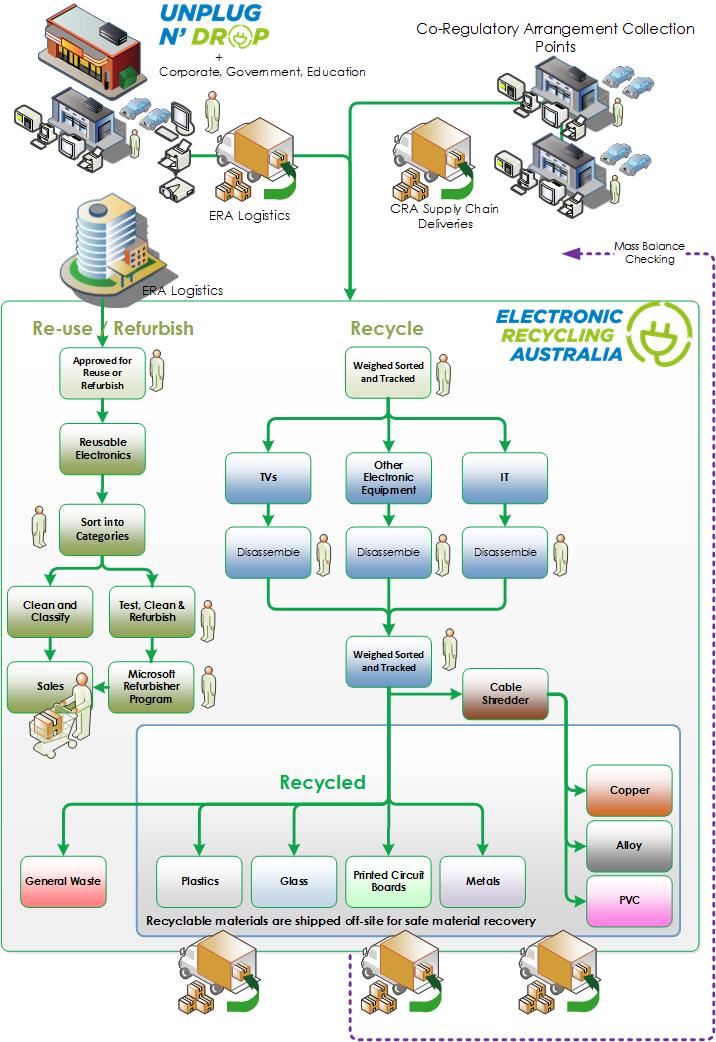 UNPLUG
N' DROP
+
Corporate, Government, Education
Co-Regulatory Arrangement Collection
Points
ERA Logistics
CRA Supply Chain
Deliveries
Mass Balance
Checking
ERA Logistics
Re-use / Refurbish
Recycle
ELECTRONIC
RECYCLING
AUSTRALIA
Approved for
Reuse or
Refurbish
Weighed Sorted
and Tracked
Reusable
Electronics
TVs
Other
Electronic
Equipment
IT
Sort into
Categories
Disassemble
Disassemble
Disassemble
Clean and
Classify
Test, Clean &
Refurbish
Weighed Sorted
and Tracked
Sales
Microsoft
Refurbisher
Program
Cable
Shredder
Recycled
Copper
Alloy
PVC
General Waste
Plastics
Glass
Printed Circuit
Boards
Metals
Recyclable materials are shipped off-site for safe material recovery